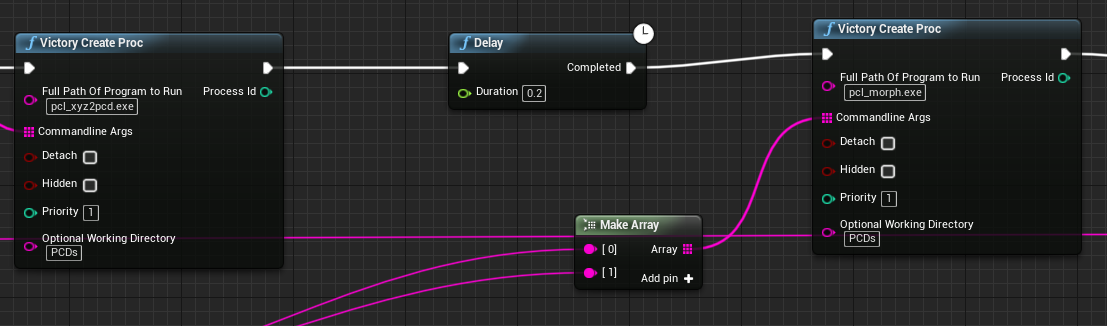 Victory Create Proc
Full Path Of Program to Run
pcl_xyz2pcd.exe
Process Id
Commandline Args
Detach
Hidden
Priority 1
Optional Working Directory
PCDs
Delay
Completed
Duration 0.2
Make Array
[ 0] Array
[ 1] Add pin
Victory Create Proc
Full Path Of Program to Run
pcl_morph.exe
Process Id
Commandline Args
Detach
Hidden
Priority 1
Optional Working Directory
PCDs